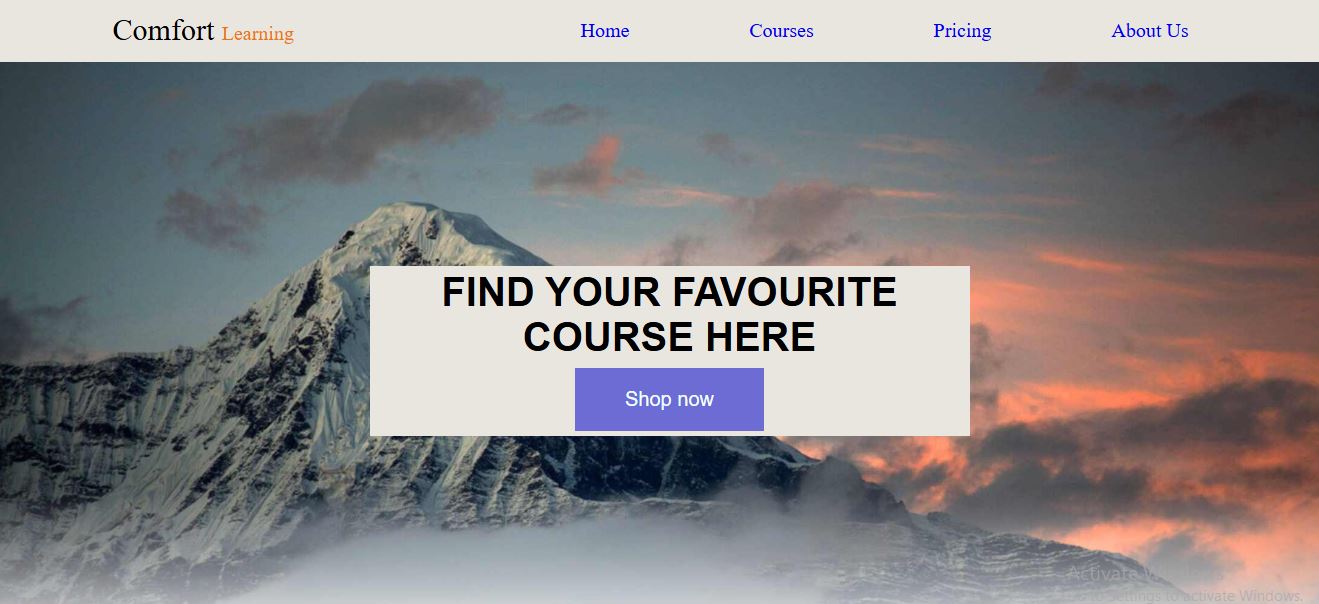 Comfort Learning
Home Courses Pricing About Us
FIND YOUR FAVOURITE
COURSE HERE
Shop now
Activate Windows
to Settings to activate Windows.